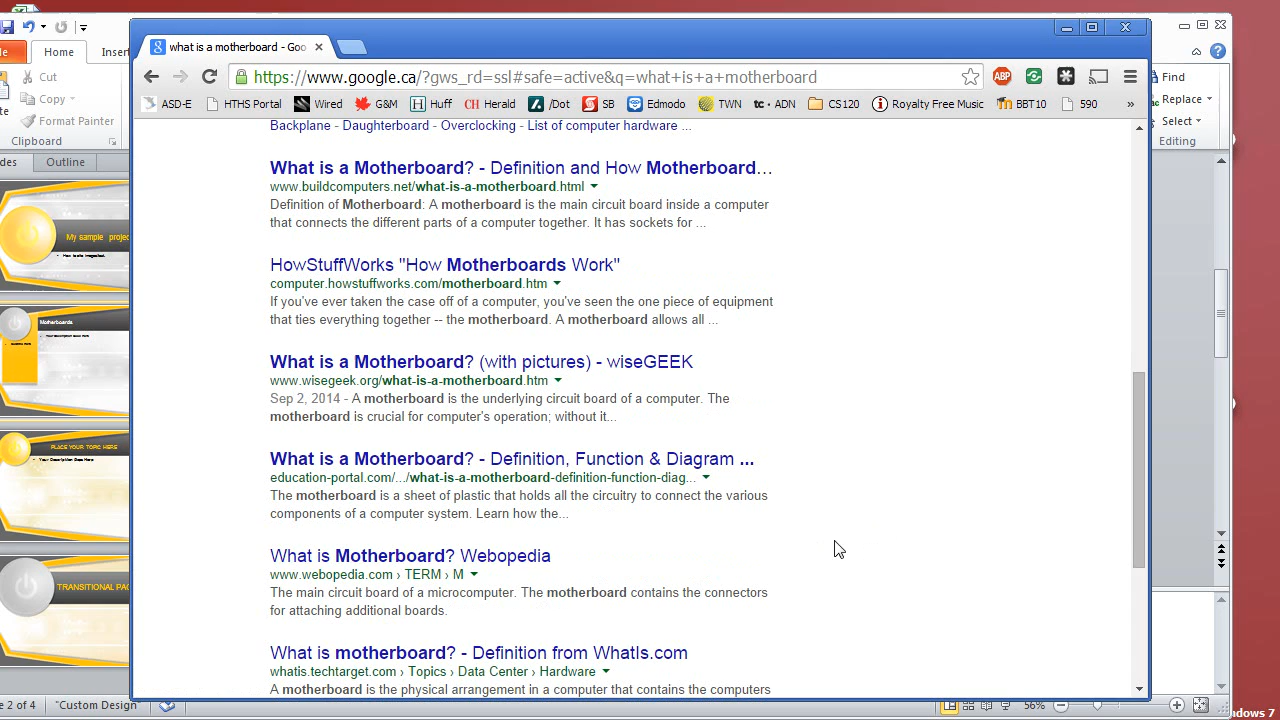 what is a motherboard - Goo
https://www.google.ca/?gws_rd=ssl#safe=active&q=what+is+a+motherboard
ABP
ASD-E HTHS Portal Wired G&M Huff CH Herald /Dot SB Edmodo TWN tc • ADN CS120 Royalty Free Music BBT10 590 »
Home Insert
Cut
Copy
Format Painter
Clipboard
Outline
Find
Replace
Select
Editing
My sample projec
Motherboards
PLACE YOUR TOPIC HERE
Your Description Goes Here
TRANSITIONAL PAG
Backplane - Daughterboard - Overclocking - List of computer hardware ...
What is a Motherboard? - Definition and How Motherboard...
www.buildcomputers.net/what-is-a-motherboard.html
Definition of Motherboard: A motherboard is the main circuit board inside a computer
that connects the different parts of a computer together. It has sockets for ...
HowStuffWorks "How Motherboards Work"
computer.howstuffworks.com/motherboard.htm
If you've ever taken the case off of a computer, you've seen the one piece of equipment
that ties everything together -- the motherboard. A motherboard allows all ...
What is a Motherboard? (with pictures) - wiseGEEK
www.wisegeek.org/what-is-a-motherboard.htm
Sep 2, 2014 - A motherboard is the underlying circuit board of a computer. The
motherboard is crucial for computer's operation; without it...
What is a Motherboard? - Definition, Function & Diagram ...
education-portal.com/.../what-is-a-motherboard-definition-function-diag...
The motherboard is a sheet of plastic that holds all the circuitry to connect the various
components of a computer system. Learn how the...
What is Motherboard? Webopedia
www.webopedia.com › TERM › M
The main circuit board of a microcomputer. The motherboard contains the connectors
for attaching additional boards.
What is motherboard? - Definition from WhatIs.com
whatis.techtarget.com › Topics › Data Center › Hardware
A motherboard is the physical arrangement in a computer that contains the computers
2 of 4 "Custom Design" 56%
ndows 7